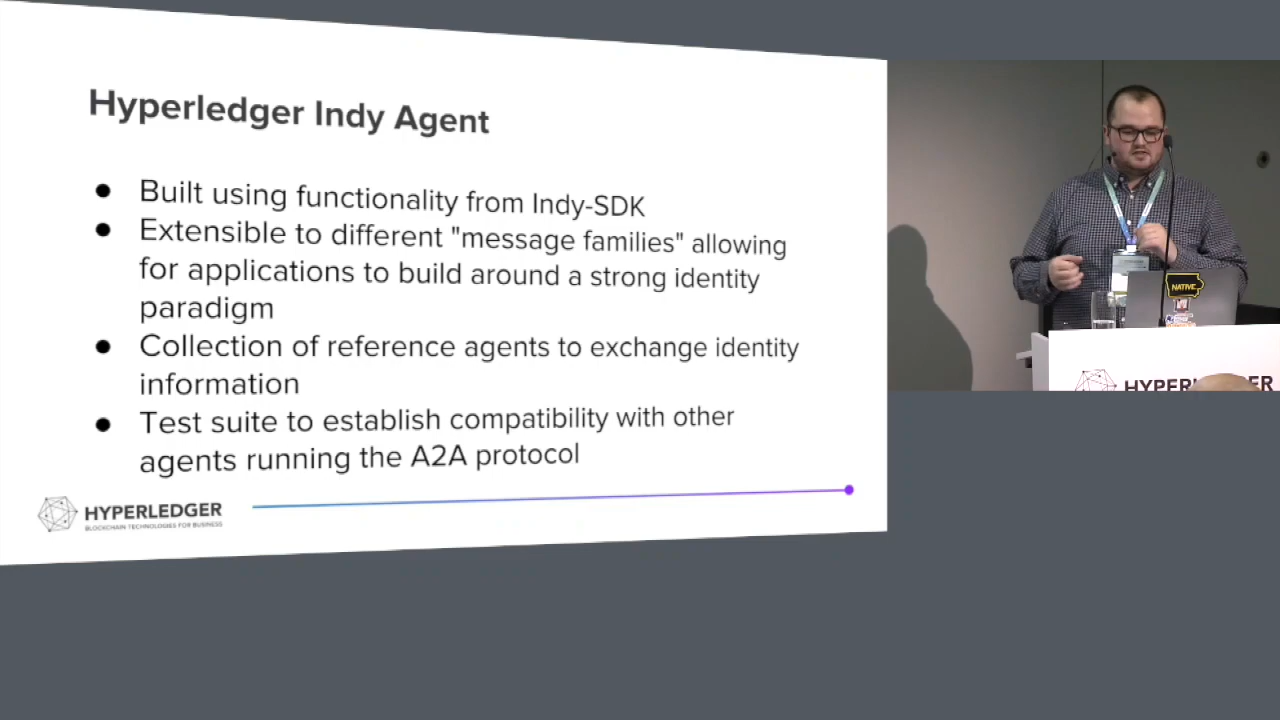 Hyperledger Indy Agent
● Built using functionality from Indy-SDK
● Extensible to different "message families" allowing
for applications to build around a strong identity
paradigm
● Collection of reference agents to exchange identity
information
● Test suite to establish compatibility with other
agents running the A2A protocol
HYPERLEDGER
BLOCKCHAIN TECHNOLOGIES FOR BUSINESS
NATIVE
HYPERL